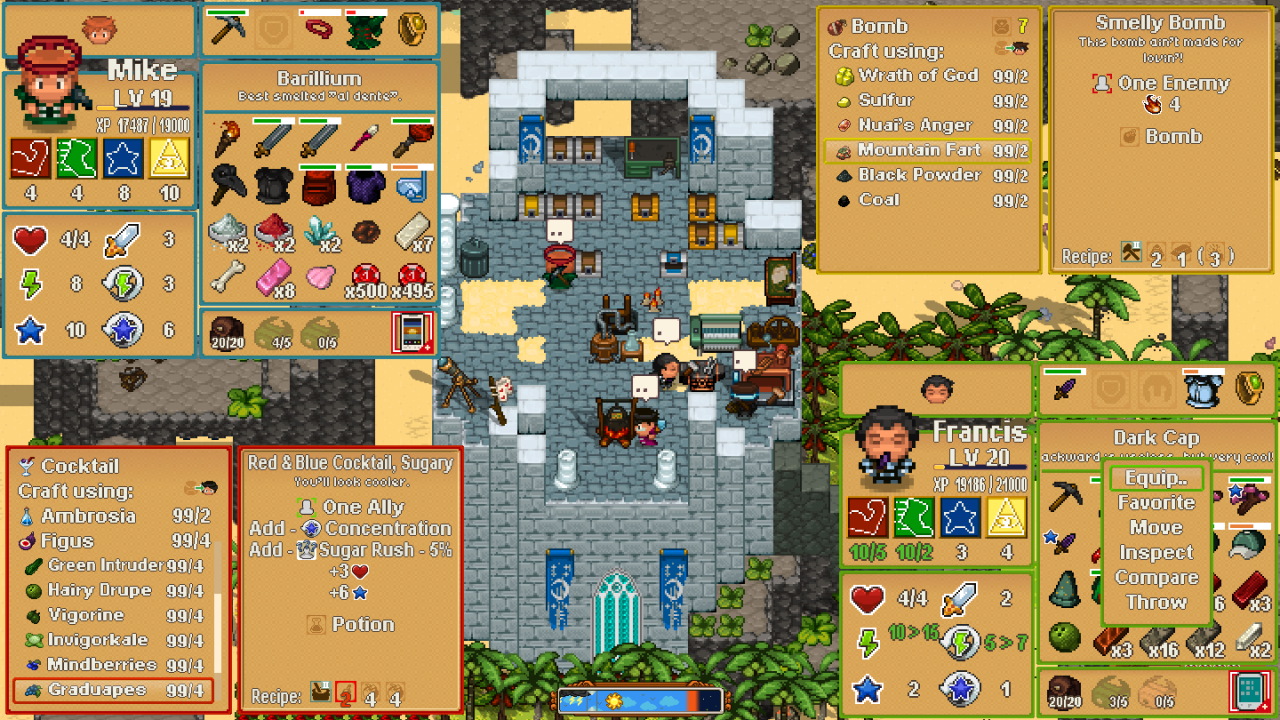 Mike
LV 19
XP 17487 / 19000
4
4
8
10
4/4
3
8
3
10
6
Barillium
Best smelted "al dente".
x2
x2
x2
x7
x8
x500
x495
20/20
4/5
0/5
Bomb
7
Craft using:
Wrath of God 99/2
Sulfur 99/2
Nuai's Anger 99/2
Mountain Fart 99/2
Black Powder 99/2
Coal 99/2
Smelly Bomb
This bomb ain't made for
lovin'!
One Enemy
4
Bomb
Recipe: 2 1 ( 3 )
Cocktail
Craft using:
Ambrosia 99/2
Figus 99/4
Green Intruder 99/4
Hairy Drupe 99/4
Vigorine 99/4
Invigorkale 99/4
Mindberries 99/4
Graduapes 99/4
Red & Blue Cocktail, Sugary
You'll look cooler.
One Ally
Add - Concentration
Add - Sugar Rush - 5%
+3
+6
Potion
Recipe: 2 4 4
Francis
LV 20
XP 19186 / 21000
10/5
10/2
3
4
4/4
2
10 > 15
5 > 7
2
1
Dark Cap
Equip..
Favorite
Move
Inspect
Compare
Throw
x3
x3
x16
x12
x2
20/20
3/5
0/5